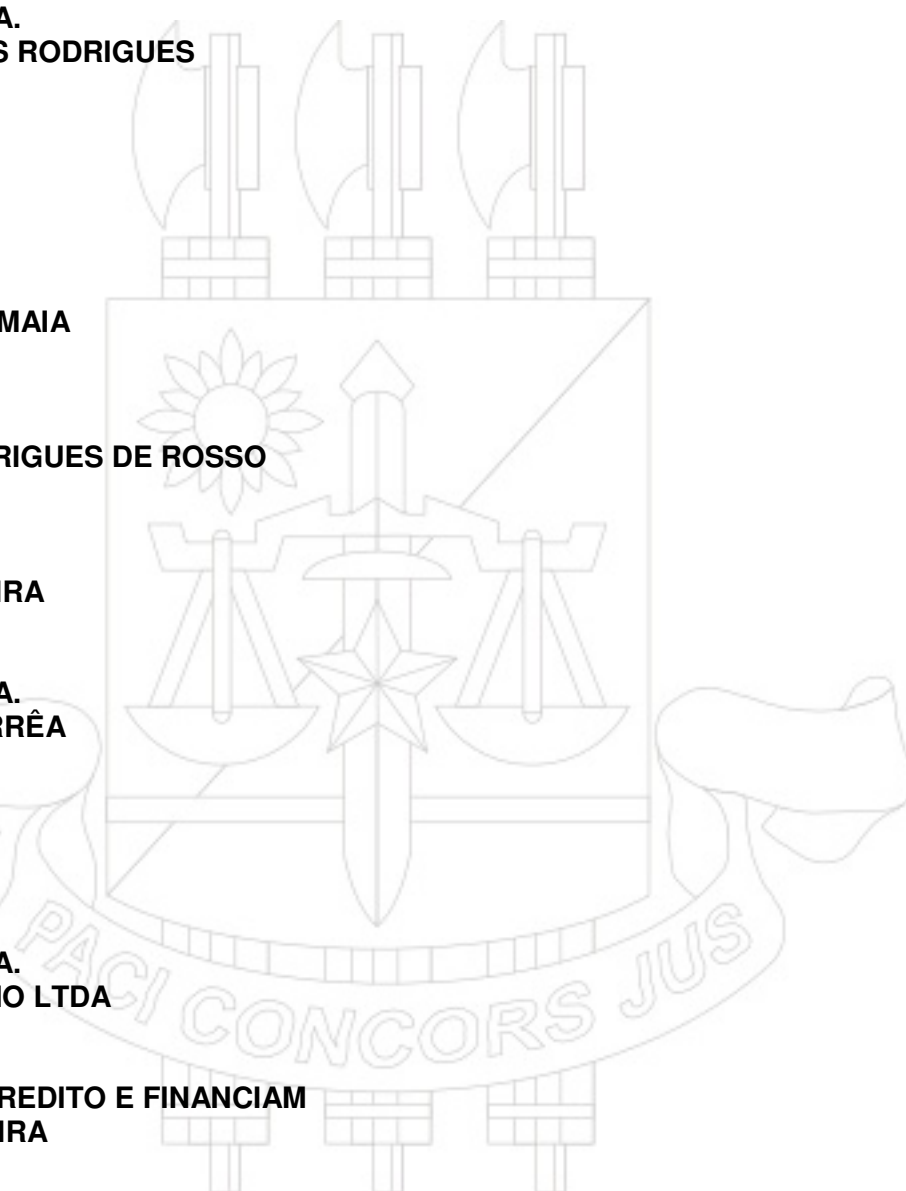 A.
S RODRIGUES
MAIA
RIGUES DE ROSSO
IRA
A.
RRÊA
A.
IO LTDA
PACI CONCORS JUS
REDITO E FINANCIAM
IRA